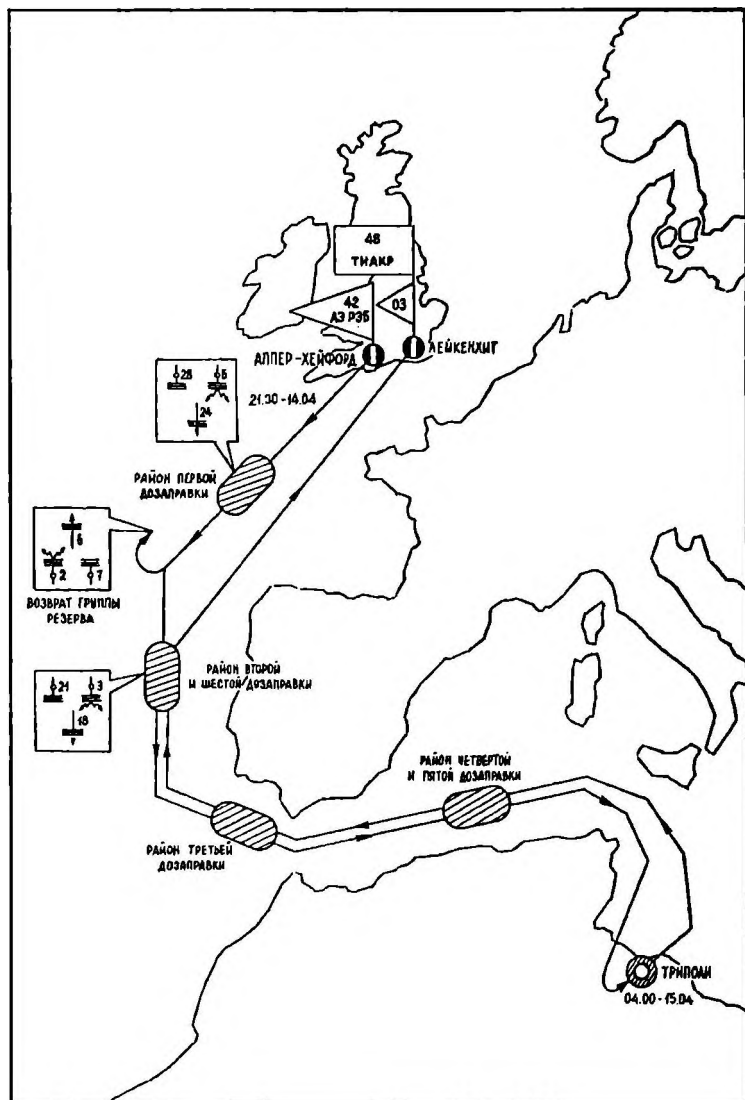 48
ТИАКР
42
АЭ РЭБ
03
АППЕР-ХЕЙФОРД
ЛЕЙКЕНХИТ
21.30-14.04
28
6
24
РАЙОН ПЕРВОЙ
ДОЗАПРАВКИ
6
2
7
ВОЗВРАТ ГРУППЫ
РЕЗЕРВА
21
3
18
РАЙОН ВТОРОЙ
И ШЕСТОЙ ДОЗАПРАВКИ
РАЙОН ЧЕТВЕРТОЙ
И ПЯТОЙ ДОЗАПРАВКИ
РАЙОН ТРЕТЬЕЙ
ДОЗАПРАВКИ
ТРИПОЛИ
04.00-15.04